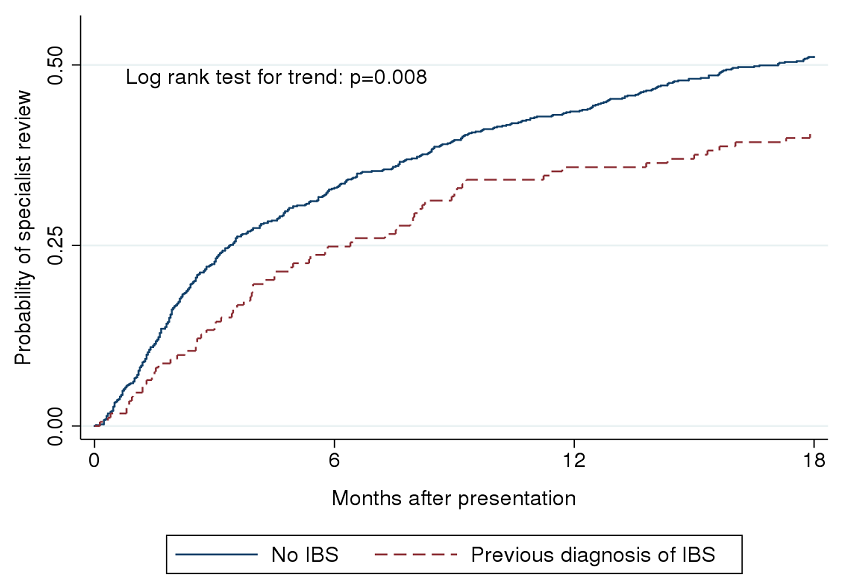 Probability of specialist review
0.50
0.25
0.00
Log rank test for trend: p=0.008
0 6 12 18
Months after presentation
No IBS Previous diagnosis of IBS